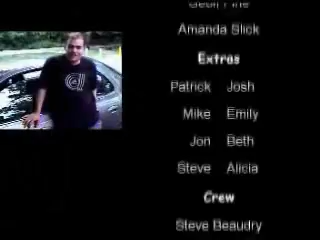 Amanda Slick
Extras
Patrick Josh
Mike Emily
Jon Beth
Steve Alicia
Crew
Steve Beaudry